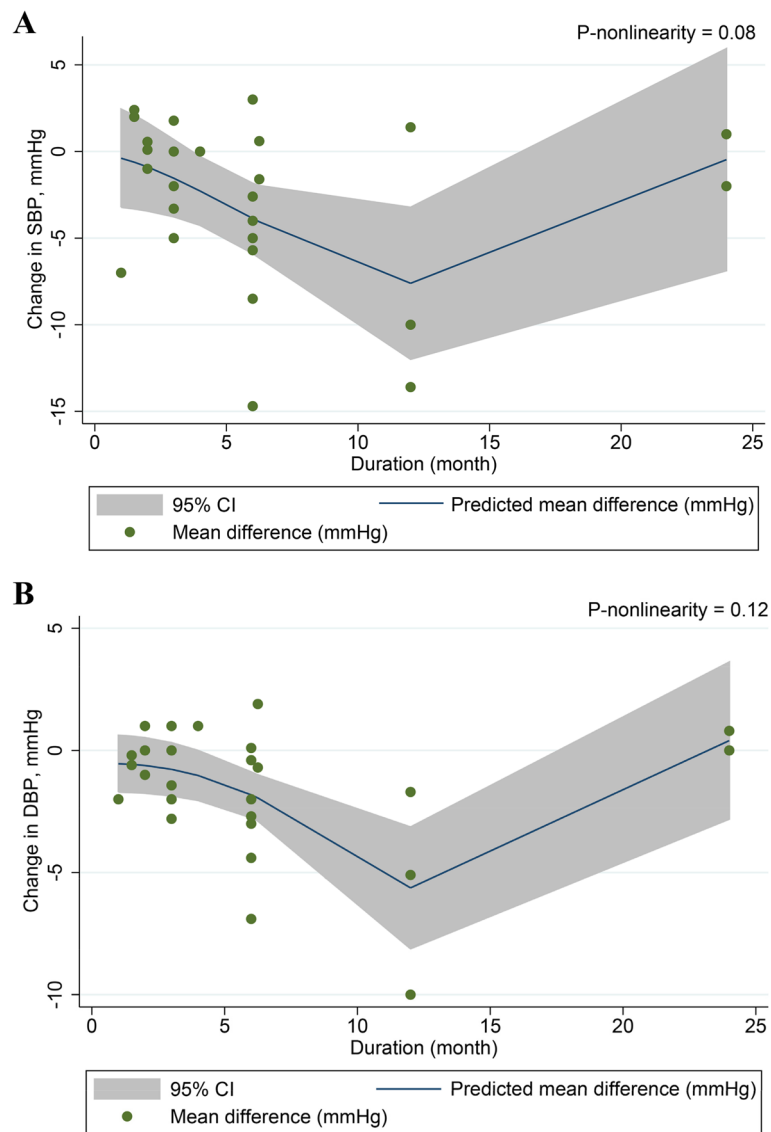 A
P-nonlinearity = 0.08
Change in SBP, mmHg
5
0
-5
-10
-15
0 5 10 15 20 25
Duration (month)
95% CI Predicted mean difference (mmHg)
Mean difference (mmHg)
B
P-nonlinearity = 0.12
Change in DBP, mmHg
5
0
-5
-10
0 5 10 15 20 25
Duration (month)
95% CI Predicted mean difference (mmHg)
Mean difference (mmHg)